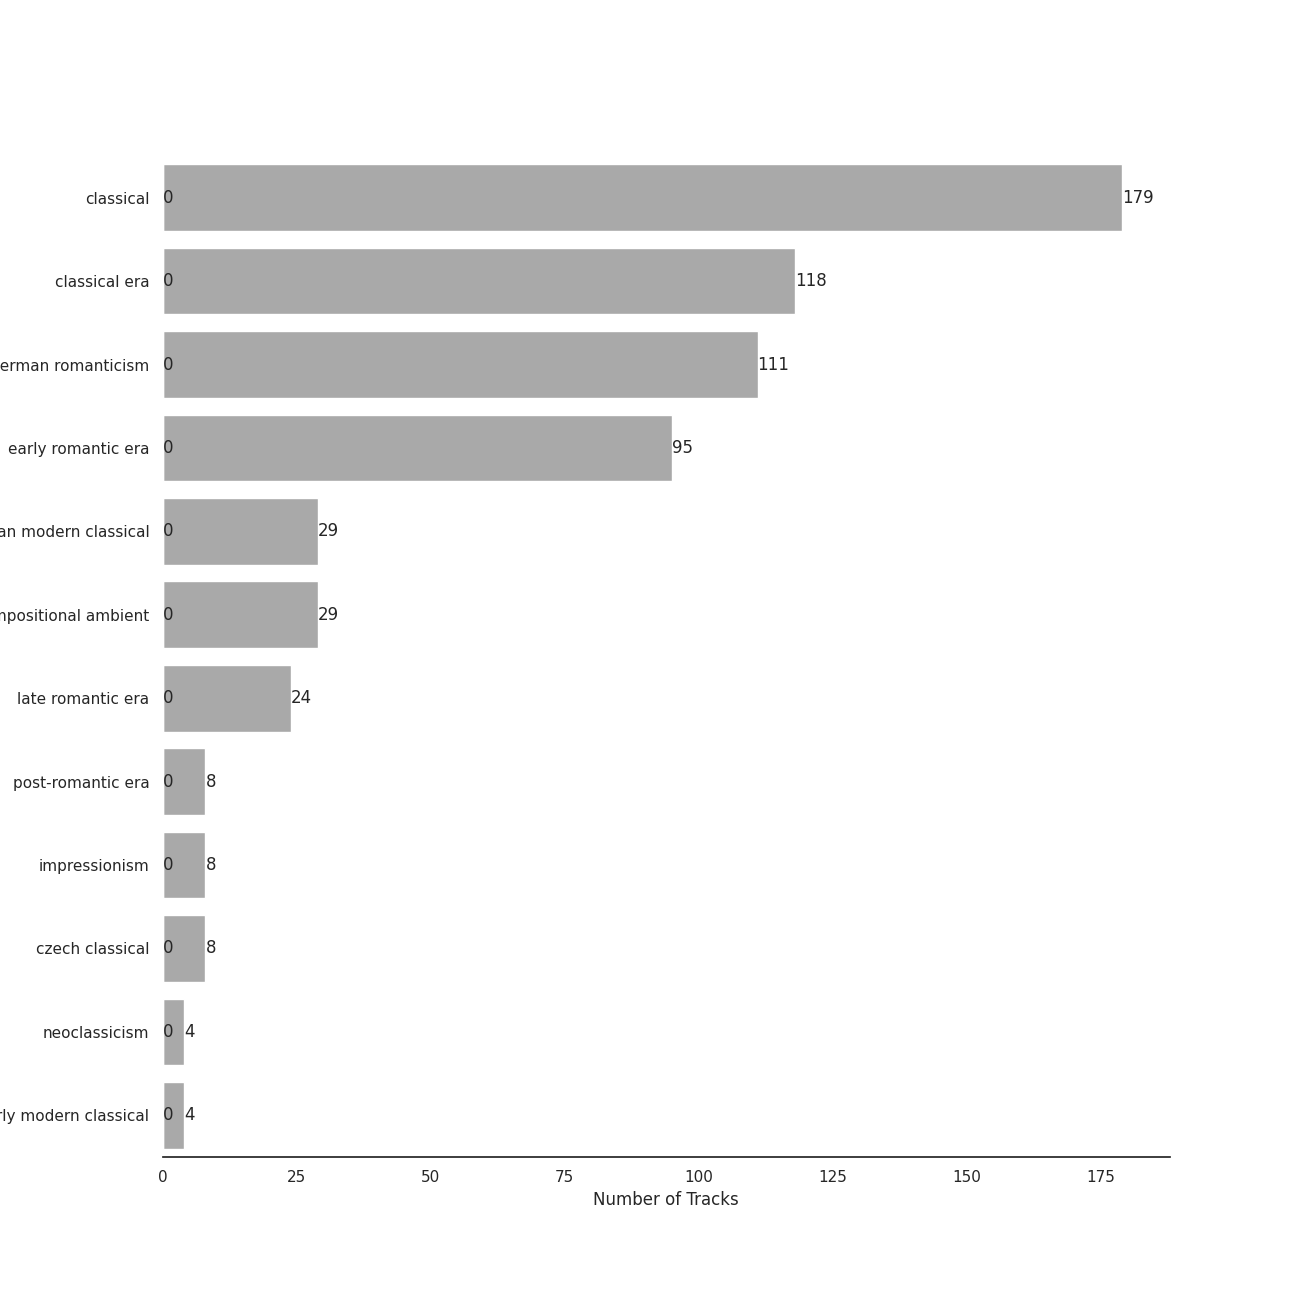 classical 0 179
classical era 0 118
erman romanticism 0 111
early romantic era 0 95
an modern classical 0 29
mpositional ambient 0 29
late romantic era 0 24
post-romantic era 0 8
impressionism 0 8
czech classical 0 8
neoclassicism 0 4
rly modern classical 0 4
0 25 50 75 100 125 150 175
Number of Tracks